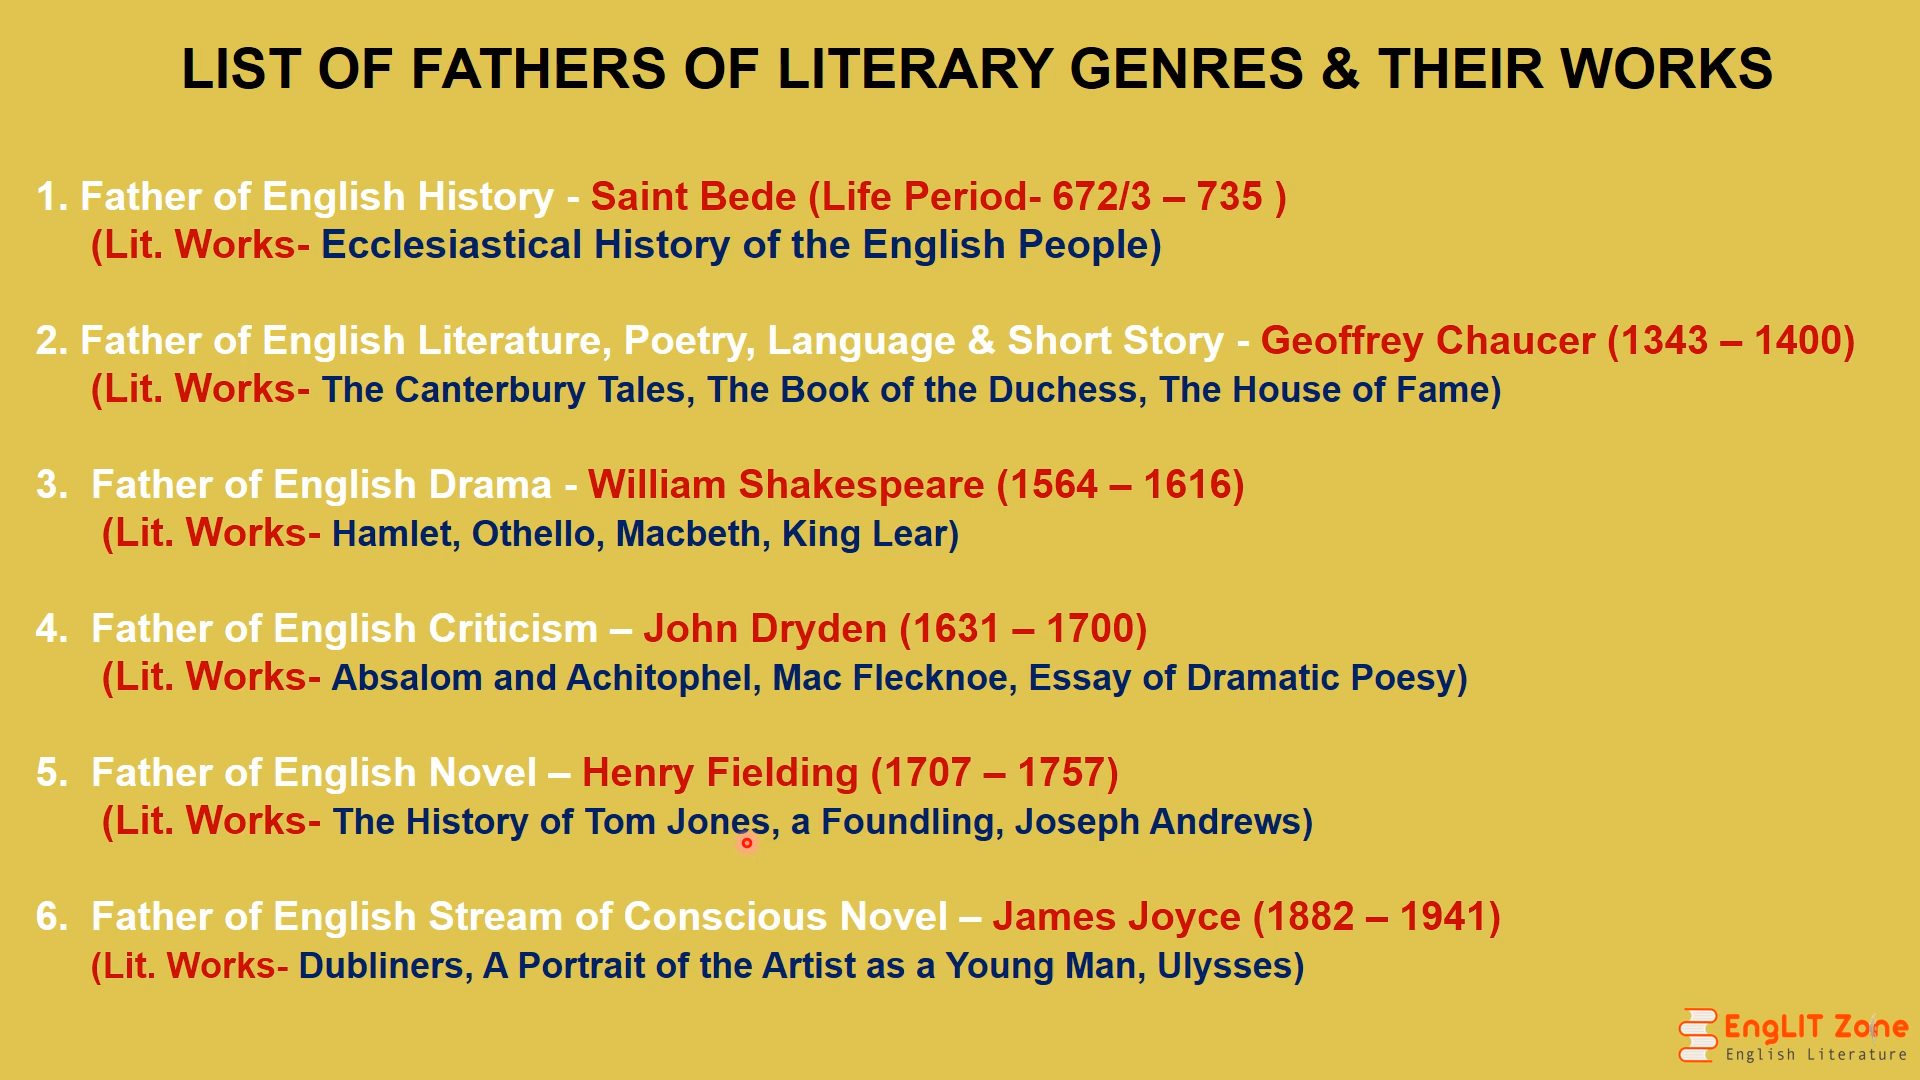 LIST OF FATHERS OF LITERARY GENRES & THEIR WORKS
1. Father of English History - Saint Bede (Life Period- 672/3 – 735 )
(Lit. Works- Ecclesiastical History of the English People)
2. Father of English Literature, Poetry, Language & Short Story - Geoffrey Chaucer (1343 – 1400)
(Lit. Works- The Canterbury Tales, The Book of the Duchess, The House of Fame)
3. Father of English Drama - William Shakespeare (1564 – 1616)
(Lit. Works- Hamlet, Othello, Macbeth, King Lear)
4. Father of English Criticism – John Dryden (1631 – 1700)
(Lit. Works- Absalom and Achitophel, Mac Flecknoe, Essay of Dramatic Poesy)
5. Father of English Novel – Henry Fielding (1707 – 1757)
(Lit. Works- The History of Tom Jones, a Foundling, Joseph Andrews)
6. Father of English Stream of Conscious Novel – James Joyce (1882 – 1941)
(Lit. Works- Dubliners, A Portrait of the Artist as a Young Man, Ulysses)
EngLIT Zone
English Literature